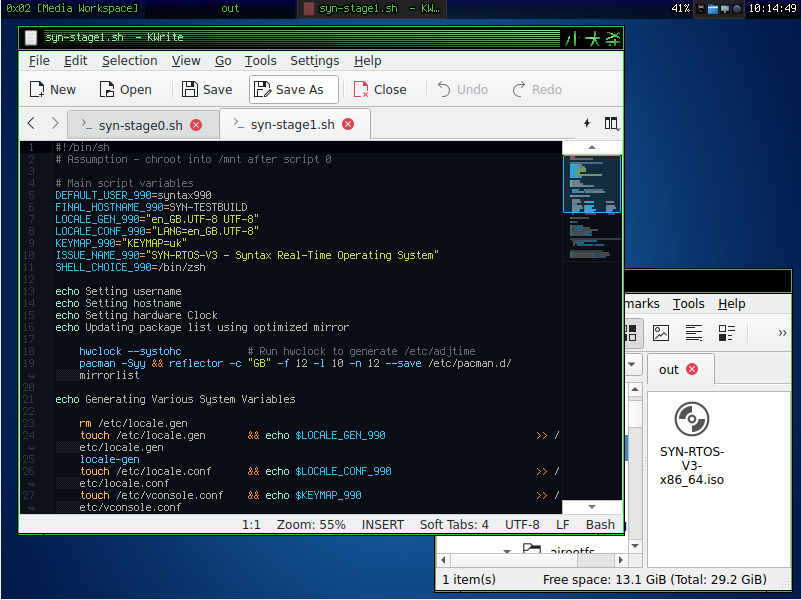 0x02 [Media Workspace]
out
syn-stage1.sh - KW…
41%
10:14:49
syn-stage1.sh - KWrite
File Edit Selection View Go Tools Settings Help
New Open Save Save As Close Undo Redo
syn-stage0.sh
syn-stage1.sh
1 #!/bin/sh
2 # Assumption - chroot into /mnt after script 0
3
4 # Main script variables
5 DEFAULT_USER_990=syntax990
6 FINAL_HOSTNAME_990=SYN-TESTBUILD
7 LOCALE_GEN_990="en_GB.UTF-8 UTF-8"
8 LOCALE_CONF_990="LANG=en_GB.UTF-8"
9 KEYMAP_990="KEYMAP=uk"
10 ISSUE_NAME_990="SYN-RTOS-V3 - Syntax Real-Time Operating System"
11 SHELL_CHOICE_990=/bin/zsh
12
13 echo Setting username
14 echo Setting hostname
15 echo Setting hardware Clock
16 echo Updating package list using optimized mirror
17
18 hwclock --systohc # Run hwclock to generate /etc/adjtime
19 pacman -Syy && reflector -c "GB" -f 12 -l 10 -n 12 --save /etc/pacman.d/
mirrorlist
20
21 echo Generating Various System Variables
22
23 rm /etc/locale.gen
24 touch /etc/locale.gen && echo $LOCALE_GEN_990 >> /
etc/locale.gen
25 locale-gen
26 touch /etc/locale.conf && echo $LOCALE_CONF_990 >> /
etc/locale.conf
27 touch /etc/vconsole.conf && echo $KEYMAP_990 >> /
etc/vconsole.conf
1:1 Zoom: 55% INSERT Soft Tabs: 4 UTF-8 LF Bash
marks Tools Help
out
SYN-RTOS-
V3-
x86_64.iso
airootfs
1 item(s) Free space: 13.1 GiB (Total: 29.2 GiB)